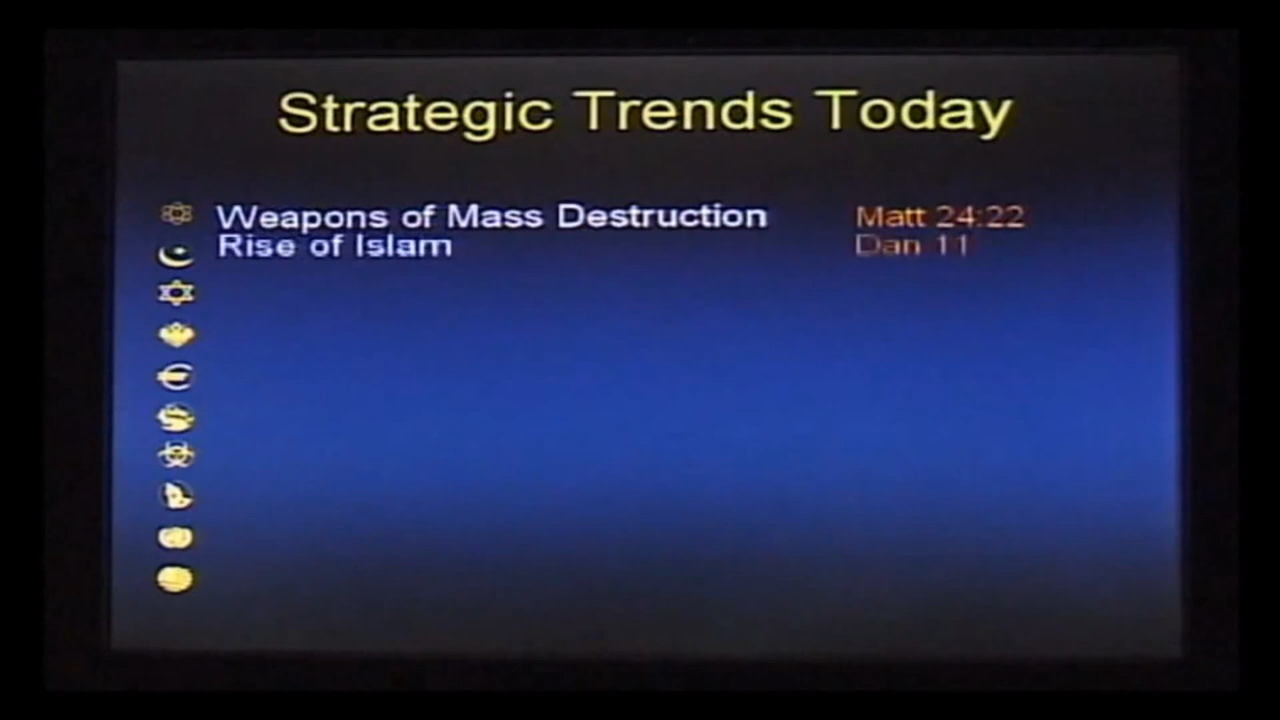 Strategic Trends Today
Weapons of Mass Destruction Matt 24:22
Rise of Islam Dan 11